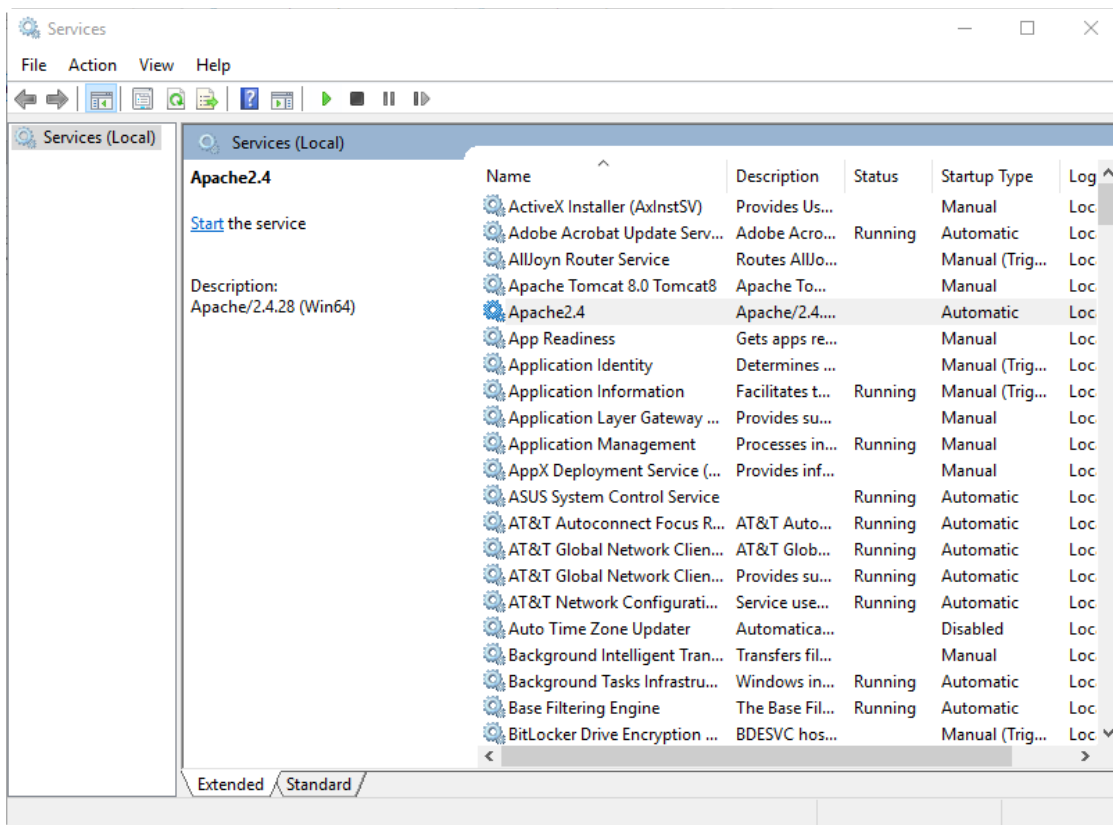 Services
File Action View Help
Services (Local)
Services (Local)
Apache2.4
Start the service
Description:
Apache/2.4.28 (Win64)
Name Description Status Startup Type Log
ActiveX Installer (AxInstSV) Provides Us... Manual Loc
Adobe Acrobat Update Serv... Adobe Acro... Running Automatic Loc
AllJoyn Router Service Routes AllJo... Manual (Trig... Loc
Apache Tomcat 8.0 Tomcat8 Apache To... Manual Loc
Apache2.4 Apache/2.4.... Automatic Loc
App Readiness Gets apps re... Manual Loc
Application Identity Determines ... Manual (Trig... Loc
Application Information Facilitates t... Running Manual (Trig... Loc
Application Layer Gateway ... Provides su... Manual Loc
Application Management Processes in... Running Manual Loc
AppX Deployment Service (... Provides inf... Manual Loc
ASUS System Control Service Running Automatic Loc
AT&T Autoconnect Focus R... AT&T Auto... Running Automatic Loc
AT&T Global Network Clien... AT&T Glob... Running Automatic Loc
AT&T Global Network Clien... Provides su... Running Automatic Loc
AT&T Network Configurati... Service use... Running Automatic Loc
Auto Time Zone Updater Automatica... Disabled Loc
Background Intelligent Tran... Transfers fil... Manual Loc
Background Tasks Infrastru... Windows in... Running Automatic Loc
Base Filtering Engine The Base Fil... Running Automatic Loc
BitLocker Drive Encryption ... BDESVC hos... Manual (Trig... Loc
Extended Standard